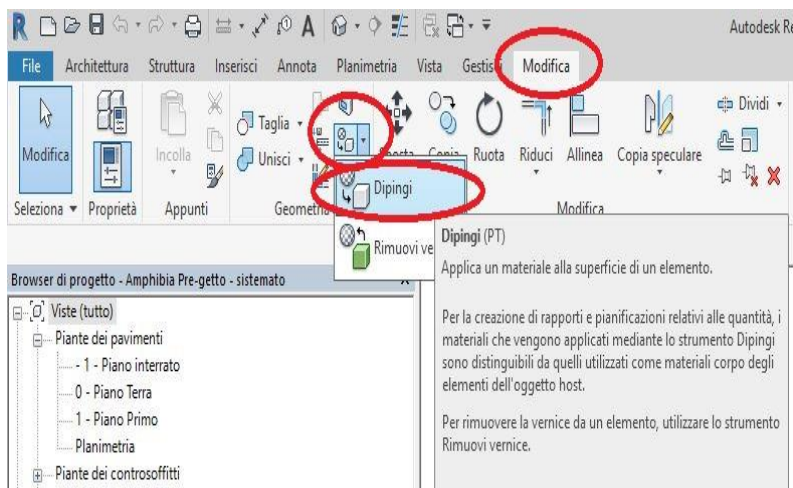 R A Autodesk Re
File Architettura Struttura Inserisci Annota Planimetria Vista Modifica
Taglia Dividi
Modifica Incolla Unisci Copia Ruota Riduci Allinea Copia speculare
Dipingi
Seleziona Proprietà Appunti Geometria Modifica
Dipingi (PT)
Rimuovi ve
Applica un materiale alla superficie di un elemento.
Browser di progetto - Amphibia Pre-getto - sistemato
Viste (tutto)
Per la creazione di rapporti e pianificazioni relativi alle quantità, i
Piante dei pavimenti
materiali che vengono applicati mediante lo strumento Dipingi
- 1 - Piano interrato
sono distinguibili da quelli utilizzati come materiali corpo degli
0 - Piano Terra
elementi dell'oggetto host.
1 - Piano Primo
Per rimuovere la vernice da un elemento, utilizzare lo strumento
Planimetria
Rimuovi vernice.
Piante dei controsoffitti